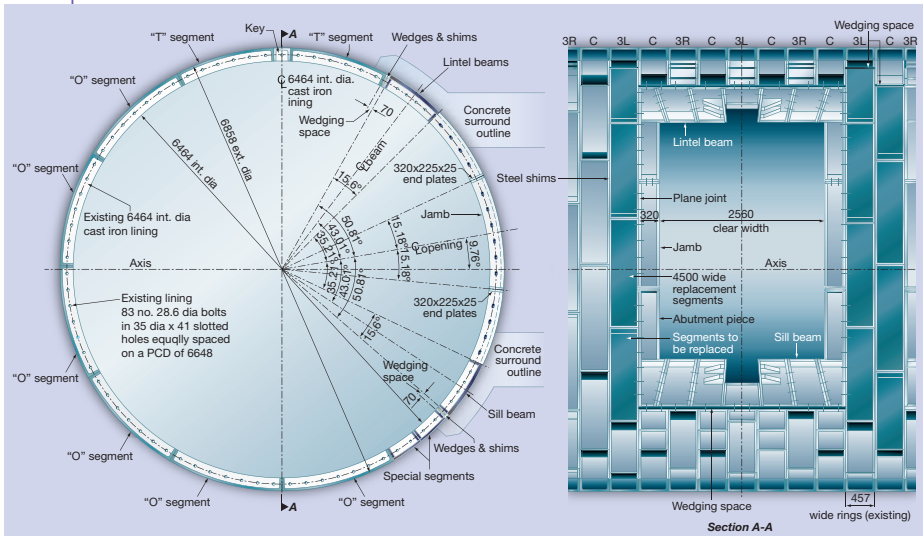 Key
A
"T" segment
"T" segment
Wedges & shims
"O" segment
Lintel beams
CL 6464 int. dia.
cast iron
lining
Wedging
space
70
Concrete
surround
outline
6858 ext. dia
6464 int. dia
CL beam
15.6°
320x225x25
end plates
"O" segment
Existing 6464 int. dia
cast iron lining
Jamb
50.81°
43.01°
35.21°
15.18°
CL opening
9.76°
15.18°
35.21°
43.01°
50.81°
Axis
Existing lining
83 no. 28.6 dia bolts
in 35 dia x 41 slotted
holes equqlly spaced
on a PCD of 6648
320x225x25
end plates
15.6°
Concrete
surround
outline
Wedging
space
70
"O" segment
Sill beam
Wedges & shims
"O" segment
Special segments
"O" segment
"O" segment
A
Wedging space
3R C 3L C 3R C 3L C 3R C 3L C 3R
Lintel beam
Steel shims
Plane joint
320
2560
clear width
Jamb
Axis
4500 wide
replacement
segments
Abutment piece
Segments to
be replaced
Sill beam
Wedging space
457
wide rings (existing)
Section A-A